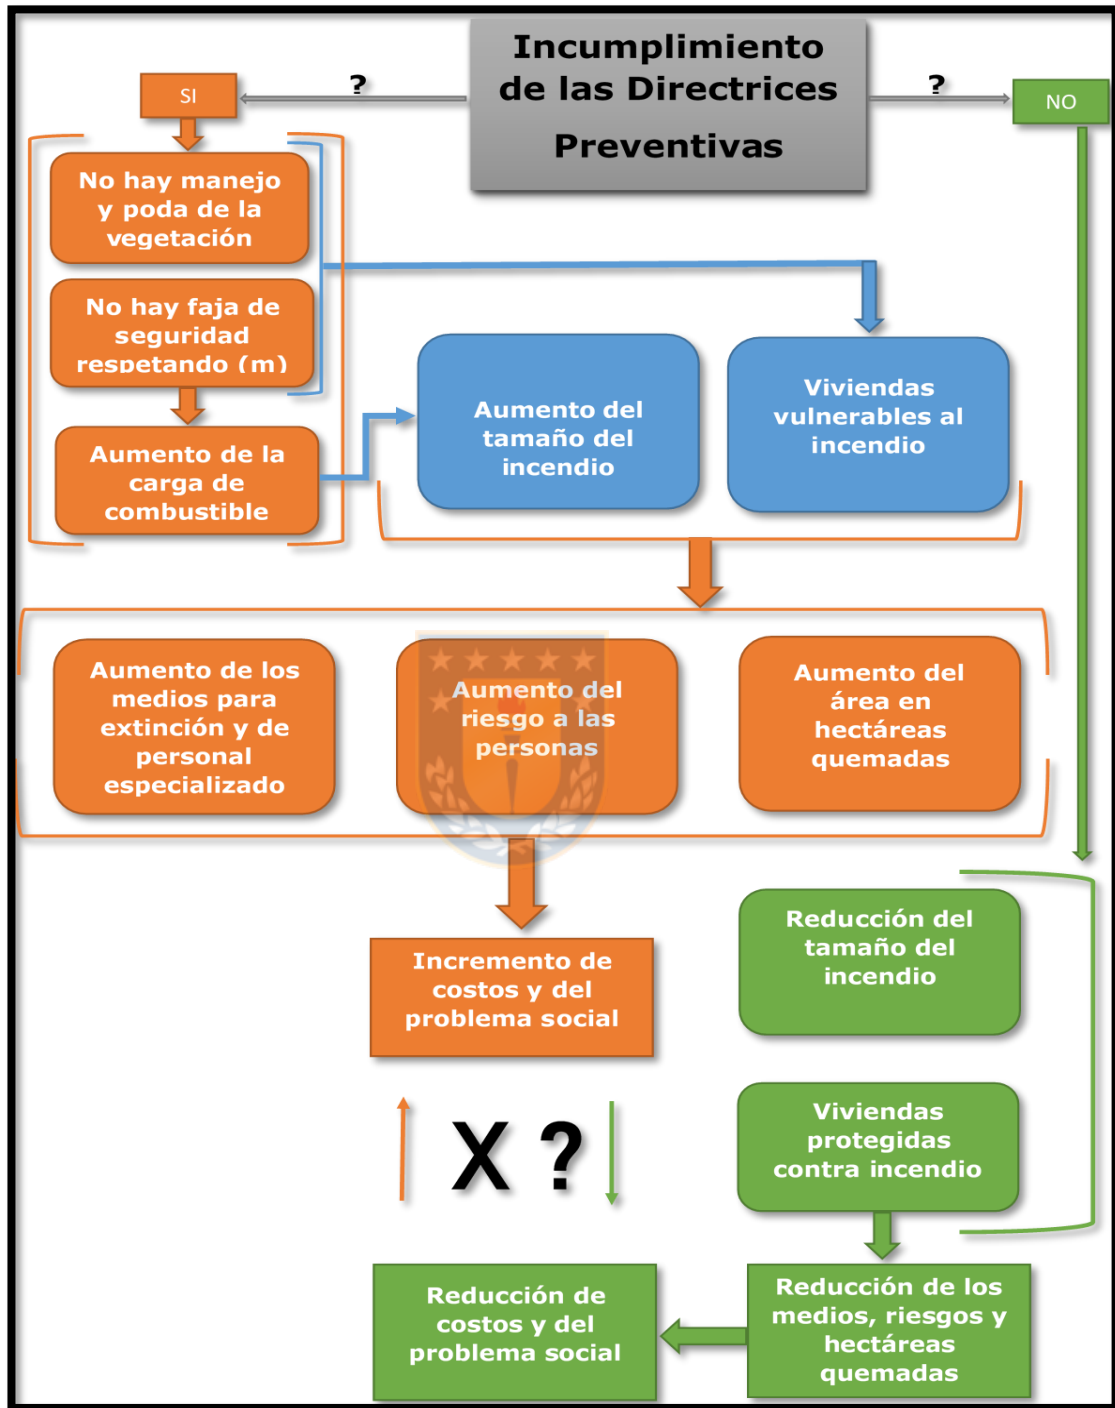 Incumplimiento
de las Directrices
Preventivas
?
?
SI
NO
No hay manejo
y poda de la
vegetación
No hay faja de
seguridad
respetando (m)
Aumento de la
carga de
combustible
Aumento del
tamaño del
incendio
Viviendas
vulnerables al
incendio
Aumento de los
medios para
extinción y de
personal
especializado
Aumento del
riesgo a las
personas
Aumento del
área en
hectáreas
quemadas
Incremento de
costos y del
problema social
X ?
Reducción del
tamaño del
incendio
Viviendas
protegidas
contra incendio
Reducción de los
medios, riesgos y
hectáreas
quemadas
Reducción de
costos y del
problema social